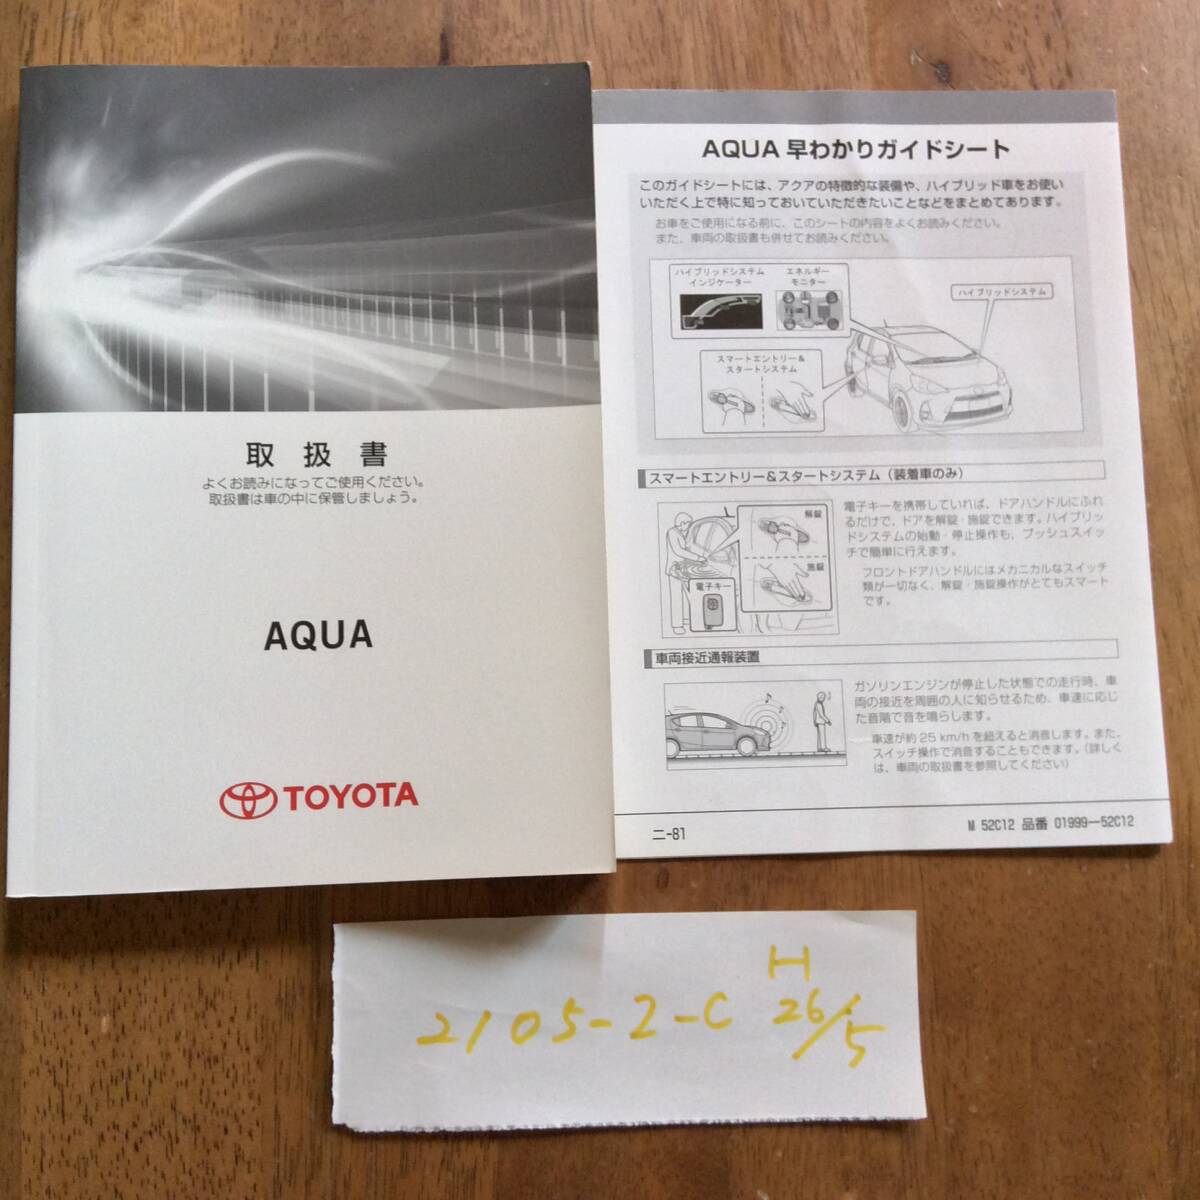 取扱書
よくお読みになってご使用ください。
取扱書は車の中に保管しましょう。
AQUA
TOYOTA
AQUA 早わかりガイドシート
このガイドシートには、アクアの特徴的な装備や、ハイブリッド車をお使い
いただく上で特に知っておいていただきたいことなどをまとめてあります。
お車をご使用になる前に、このシートの内容をよくお読みください。
また、車両の取扱書も併せてお読みください。
ハイブリッドシステム
インジケーター
エネルギー
モニター
ハイブリッドシステム
スマートエントリー&
スタートシステム
スマートエントリー&スタートシステム（装着車のみ）
解錠
施錠
電子キー
電子キーを携帯していれば、ドアハンドルにふれ
るだけで、ドアを解錠・施錠できます。ハイブリッ
ドシステムの始動・停止操作も、プッシュスイッ
チで簡単に行えます。
フロントドアハンドルにはメカニカルなスイッチ
類が一切なく、解錠・施錠操作がとてもスマート
です。
車両接近通報装置
ガソリンエンジンが停止した状態での走行時、車
両の接近を周囲の人に知らせるため、車速に応じ
た音階で音を鳴らします。
車速が約 25 km/h を超えると消音します。また、
スイッチ操作で消音することもできます。（詳しく
は、車両の取扱書を参照してください）
ニ-81
M 52C12 品番 01999-52C12
2105-2-C H 26/5